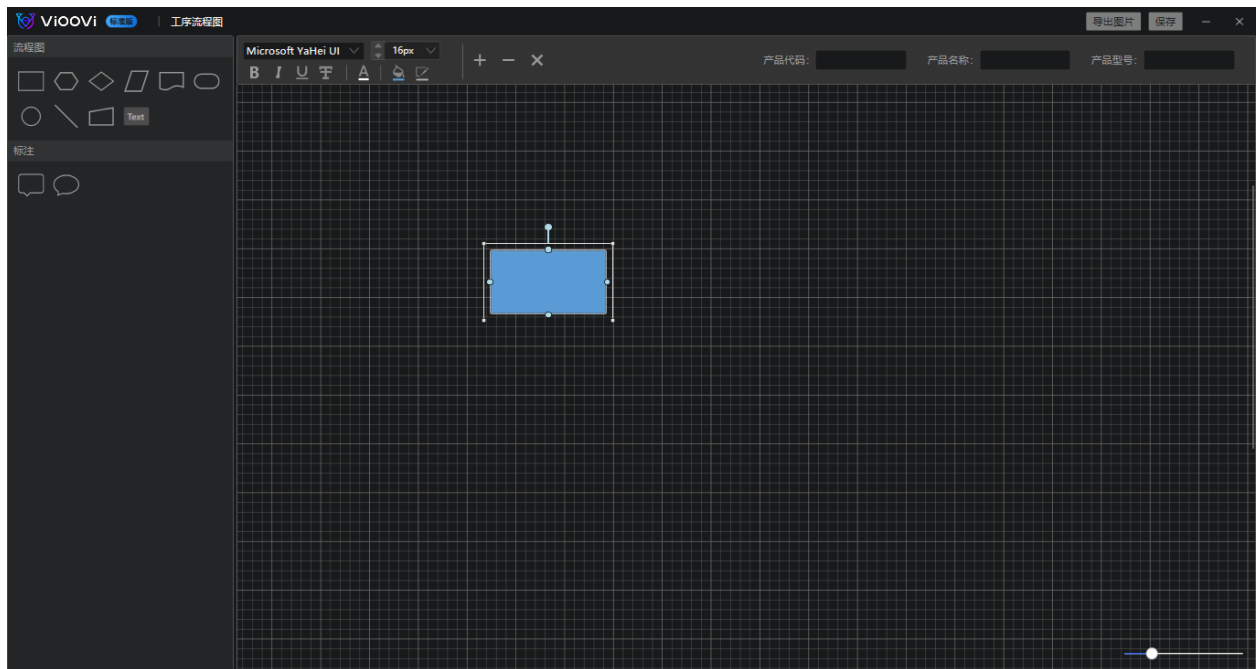 ViOOVi 标准版 工序流程图 导出图片 保存
流程图
Microsoft YaHei UI 16px
产品代码: 产品名称: 产品型号:
B I U T A
Text
标注